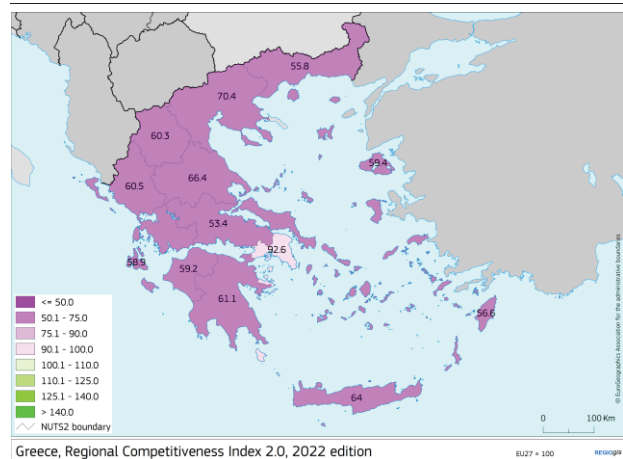 55.8
70.4
60.3
59.4
66.4
60.5
53.4
92.6
58.9
59.2
61.1
56.6
64
<= 50.0
50.1 - 75.0
75.1 - 90.0
90.1 - 100.0
100.1 - 110.0
110.1 - 125.0
125.1 - 140.0
> 140.0
NUTS2 boundary
0 100 Km
© EuroGeographics Association for the administrative boundaries
Greece, Regional Competitiveness Index 2.0, 2022 edition
EU27 = 100
REGIOgis